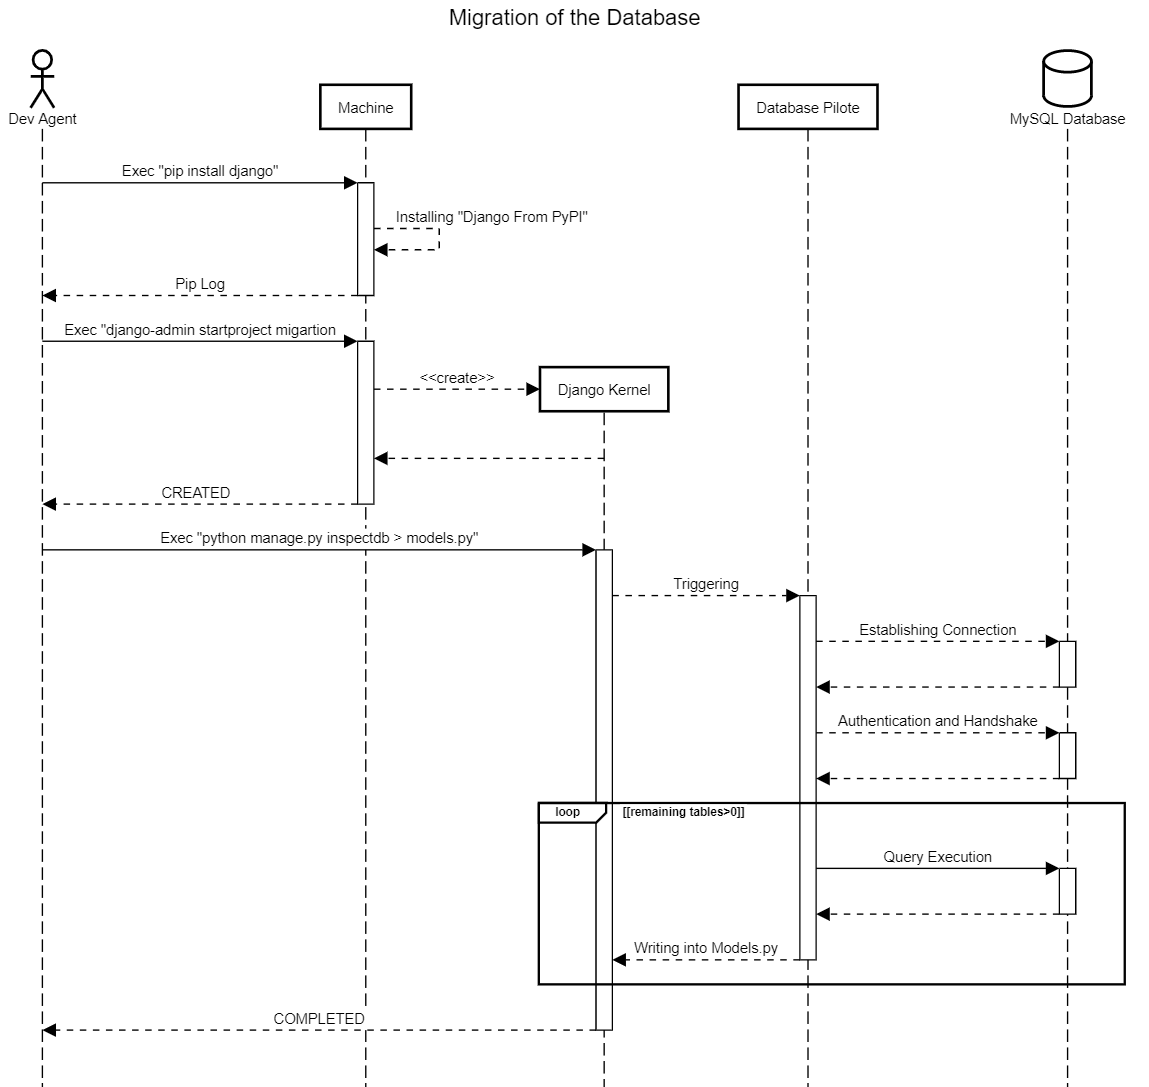 Migration of the Database
Dev Agent
Machine
Database Pilote
MySQL Database
Exec "pip install django"
Installing "Django From PyPI"
Pip Log
Exec "django-admin startproject migartion
<<create>>
Django Kernel
CREATED
Exec "python manage.py inspectdb > models.py"
Triggering
Establishing Connection
Authentication and Handshake
loop
[[remaining tables>0]]
Query Execution
Writing into Models.py
COMPLETED